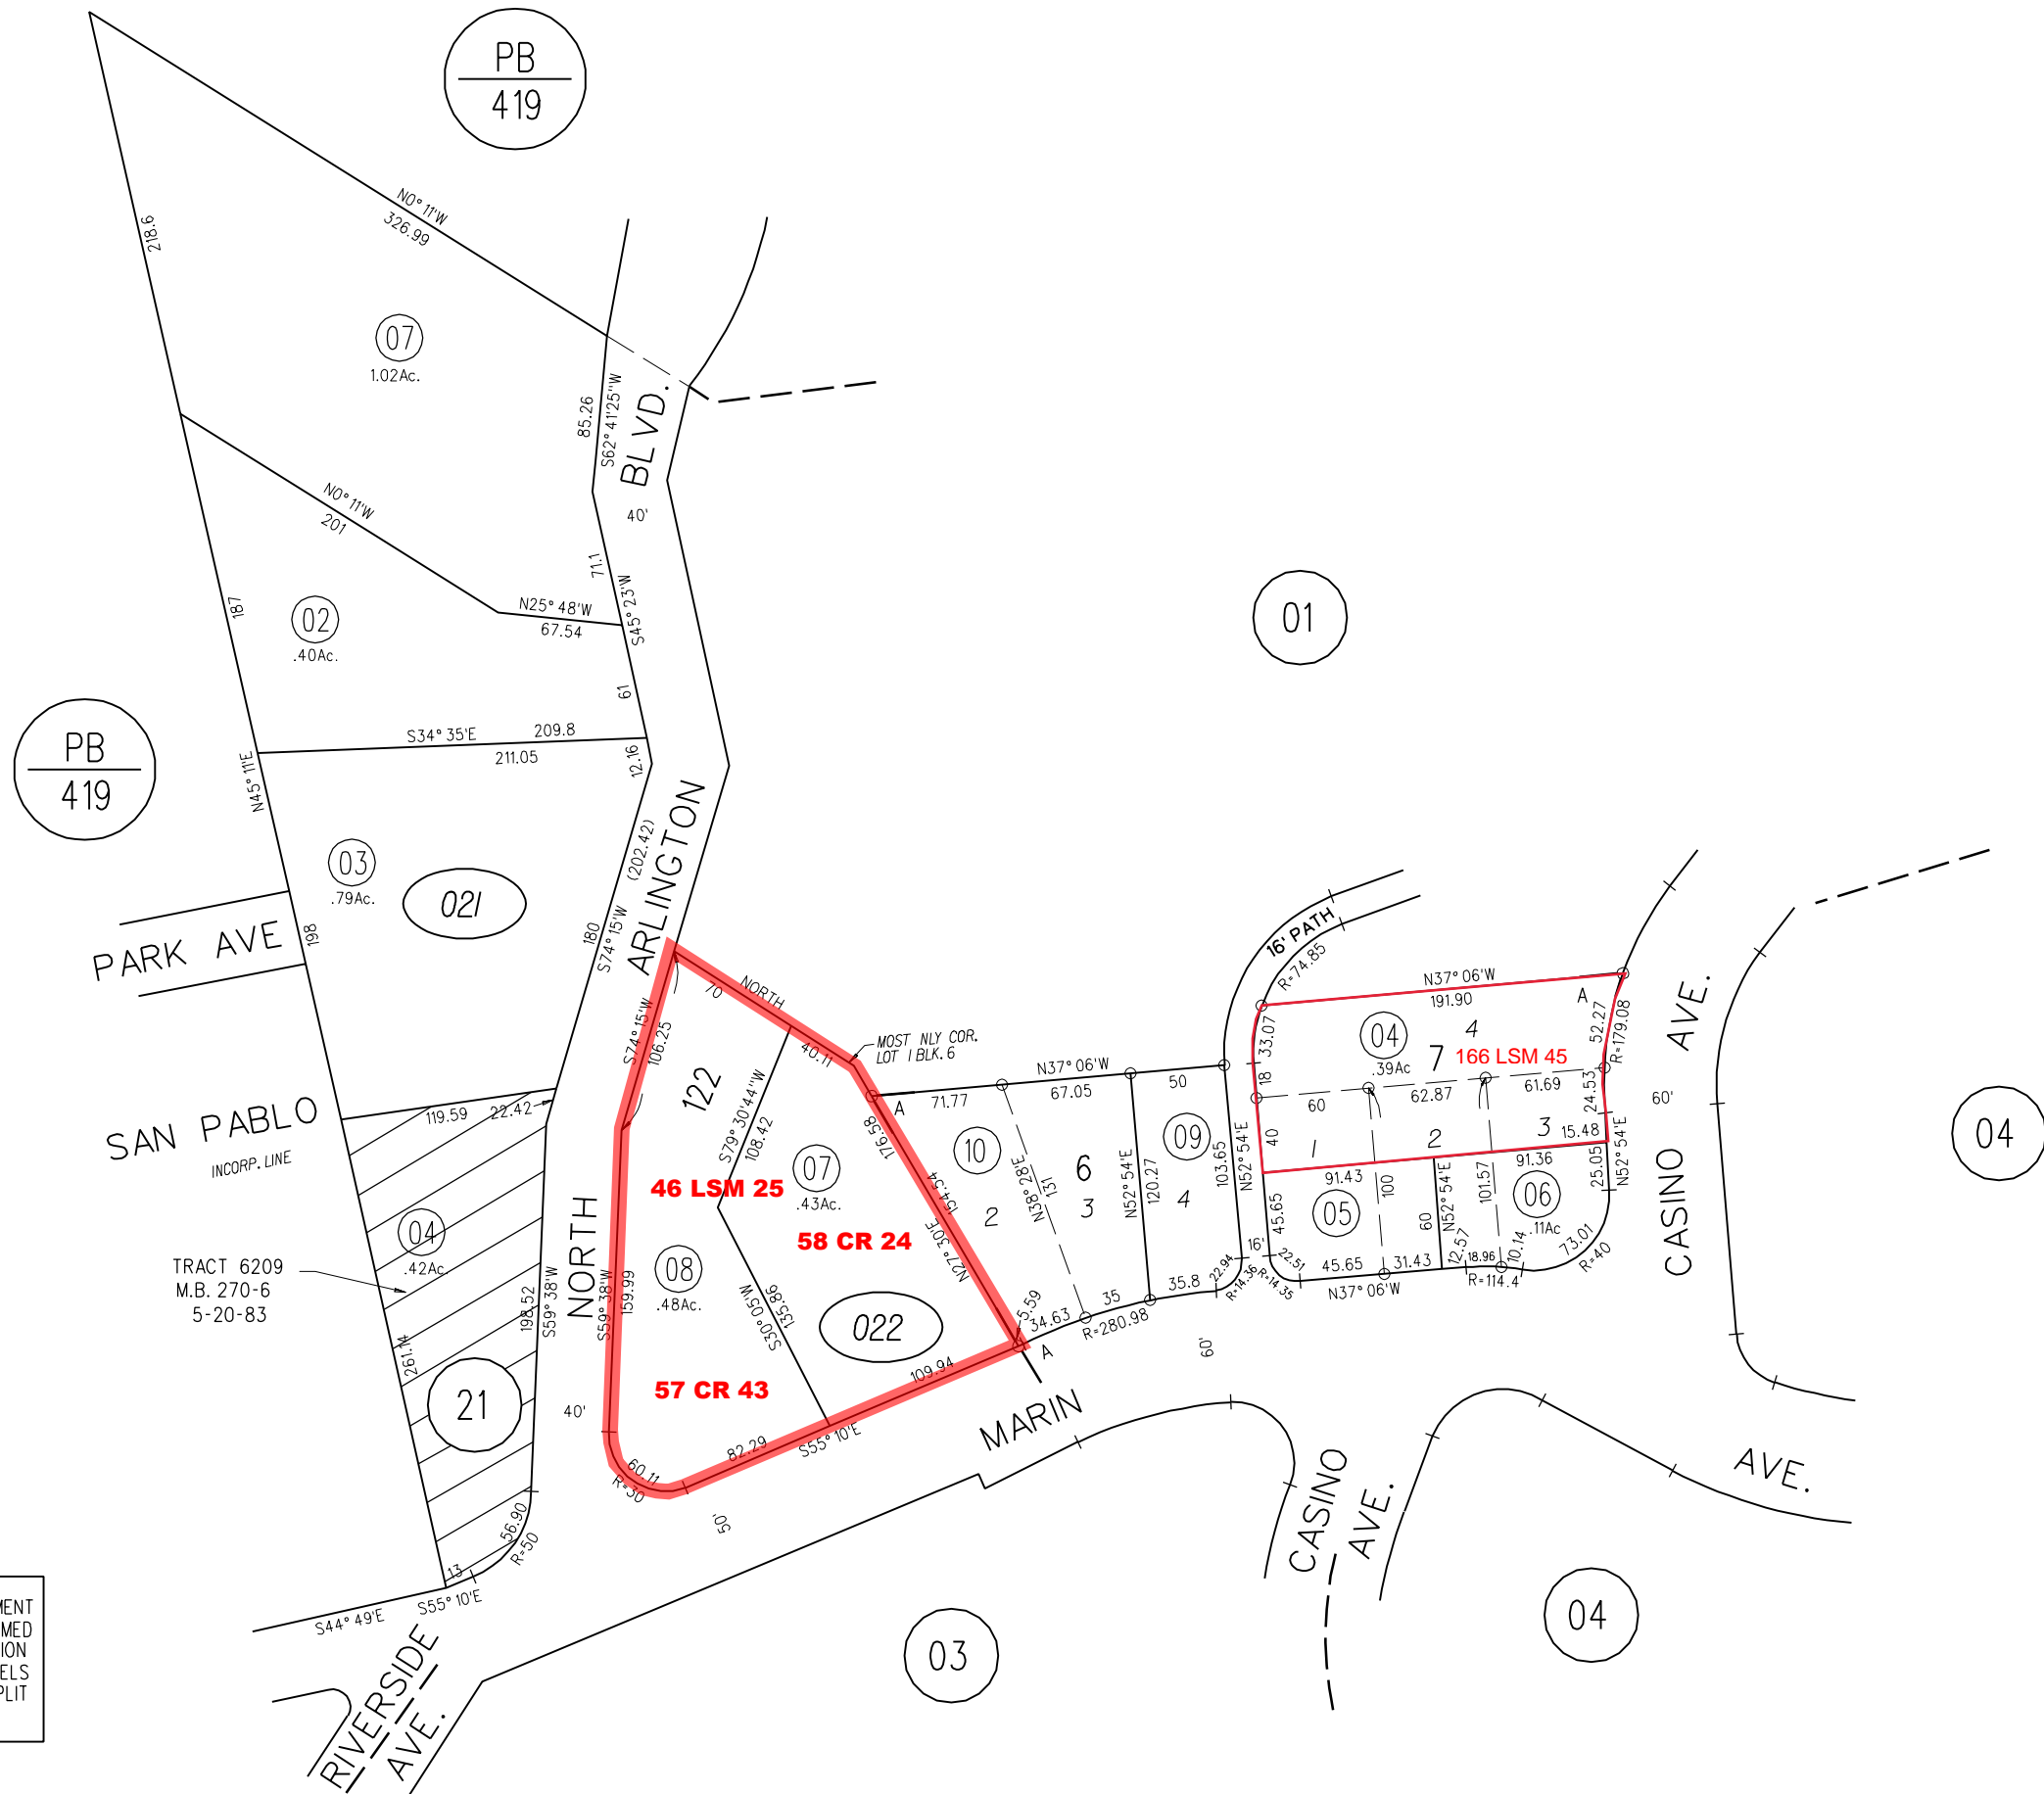 PB
419
N0° 11'W
326.99
218.6
07
1.02Ac.
85.26
S62° 41'25"W
BLVD.
40'
N0° 11'W
201
71.1
N25° 48'W
67.54
S45° 23'W
187
02
.40Ac.
61
01
S34° 35'E
209.8
211.05
12.16
PB
419
N45° 11'E
ARLINGTON
(202.42)
03
.79Ac.
021
180
S74° 15'W
PARK AVE
198
16' PATH
R=74.85
N37° 06'W
191.90
A
52.27
R=179.08
AVE.
NORTH
70
S74° 15'W
106.25
MOST NLY COR.
LOT 1 BLK. 6
40.11
33.07
04
.39Ac
4
7
166 LSM 45
N37° 06'W
67.05
50
71.77
A
18
60
62.87
61.69
24.53
60'
122
S79° 30'44"W
108.42
176.58
SAN PABLO
INCORP. LINE
119.59
22.42
10
09
40
1
2
3
15.48
N52° 54'E
04
07
.43Ac.
46 LSM 25
154.54
N27° 30'E
N38° 28'E
131
6
2
3
4
N52° 54'E
120.27
103.65
N52° 54'E
91.43
91.36
25.05
45.65
05
100
60
N52° 54'E
101.57
06
.11Ac
CASINO
58 CR 24
04
.42Ac
TRACT 6209
M.B. 270-6
5-20-83
NORTH
198.52
S59° 38'W
S59° 38'W
159.99
08
.48Ac.
S30° 05'W
135.86
022
5.59
34.63
35
R=280.98
35.8
22.94
R=14.36
16'
22.51
R=14.35
45.65
31.43
N37° 06'W
12.57
18.96
10.14
R=114.4
73.01
R=40
60'
261.14
57 CR 43
109.94
A
21
40'
82.29
S55° 10'E
MARIN
60.11
R=30
50'
AVE.
CASINO
AVE.
56.90
R=50
13
S55° 10'E
S44° 49'E
03
04
RIVERSIDE
AVE.
MENT
MED
ION
ELS
PLIT